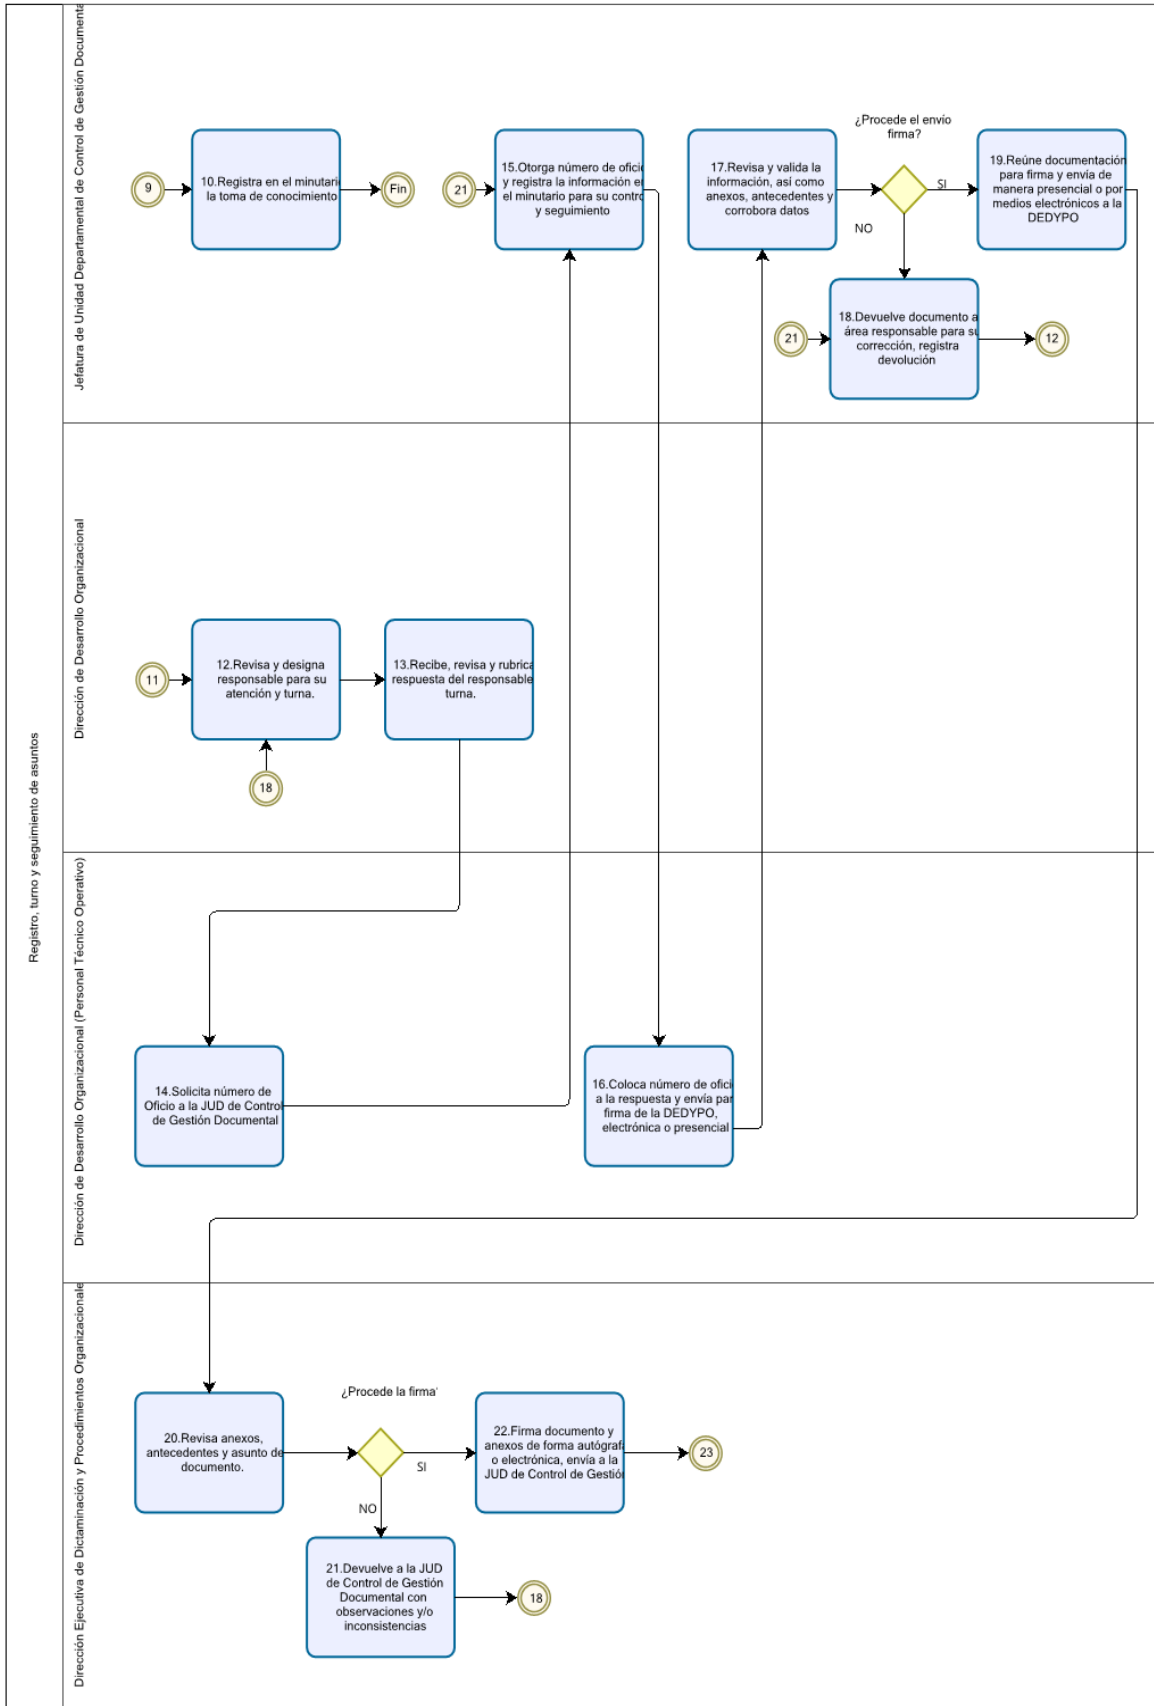 Registro, turno y seguimiento de asuntos
Jefatura de Unidad Departamental de Control de Gestión Documenta
¿Procede el envío
firma?
9
10.Registra en el minutari
la toma de conocimiento
Fin
21
15.Otorga número de ofici
y registra la información e
el minutario para su contr
y seguimiento
17.Revisa y valida la
información, así como
anexos, antecedentes y
corrobora datos
SI
NO
19.Reúne documentación
para firma y envía de
manera presencial o por
medios electrónicos a la
DEDYPO
21
18.Devuelve documento a
área responsable para su
corrección, registra
devolución
12
Dirección de Desarrollo Organizacional
11
12.Revisa y designa
responsable para su
atención y turna.
13.Recibe, revisa y rubrica
respuesta del responsable
turna.
18
Dirección de Desarrollo Organizacional (Personal Técnico Operativo)
14.Solicita número de
Oficio a la JUD de Control
de Gestión Documental
16.Coloca número de ofici
a la respuesta y envía par
firma de la DEDYPO,
electrónica o presencial
Dirección Ejecutiva de Dictaminación y Procedimientos Organizacionale
¿Procede la firma
20.Revisa anexos,
antecedentes y asunto de
documento.
SI
NO
22.Firma documento y
anexos de forma autógraf
o electrónica, envía a la
JUD de Control de Gestión
23
21.Devuelve a la JUD
de Control de Gestión
Documental con
observaciones y/o
inconsistencias
18